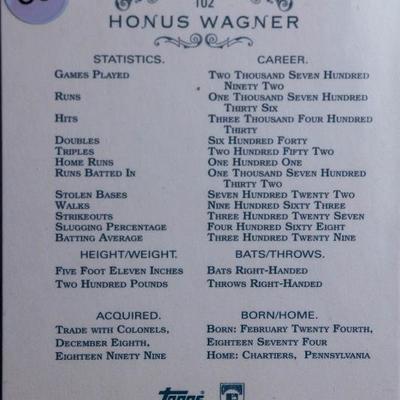 102
HONUS WAGNER
STATISTICS. CAREER.
GAMES PLAYED TWO THOUSAND SEVEN HUNDRED
NINETY TWO
RUNS ONE THOUSAND SEVEN HUNDRED
THIRTY SIX
HITS THREE THOUSAND FOUR HUNDRED
THIRTY
DOUBLES SIX HUNDRED FORTY
TRIPLES TWO HUNDRED FIFTY TWO
HOME RUNS ONE HUNDRED ONE
RUNS BATTED IN ONE THOUSAND SEVEN HUNDRED
THIRTY TWO
STOLEN BASES SEVEN HUNDRED TWENTY TWO
WALKS NINE HUNDRED SIXTY THREE
STRIKEOUTS THREE HUNDRED TWENTY SEVEN
SLUGGING PERCENTAGE FOUR HUNDRED SIXTY EIGHT
BATTING AVERAGE THREE HUNDRED TWENTY NINE
HEIGHT/WEIGHT. BATS/THROWS.
FIVE FOOT ELEVEN INCHES BATS RIGHT-HANDED
TWO HUNDRED POUNDS THROWS RIGHT-HANDED
ACQUIRED. BORN/HOME.
TRADE WITH COLONELS, BORN: FEBRUARY TWENTY FOURTH,
DECEMBER EIGHTH, EIGHTEEN SEVENTY FOUR
EIGHTEEN NINETY NINE HOME: CHARTIERS, PENNSYLVANIA
Topps